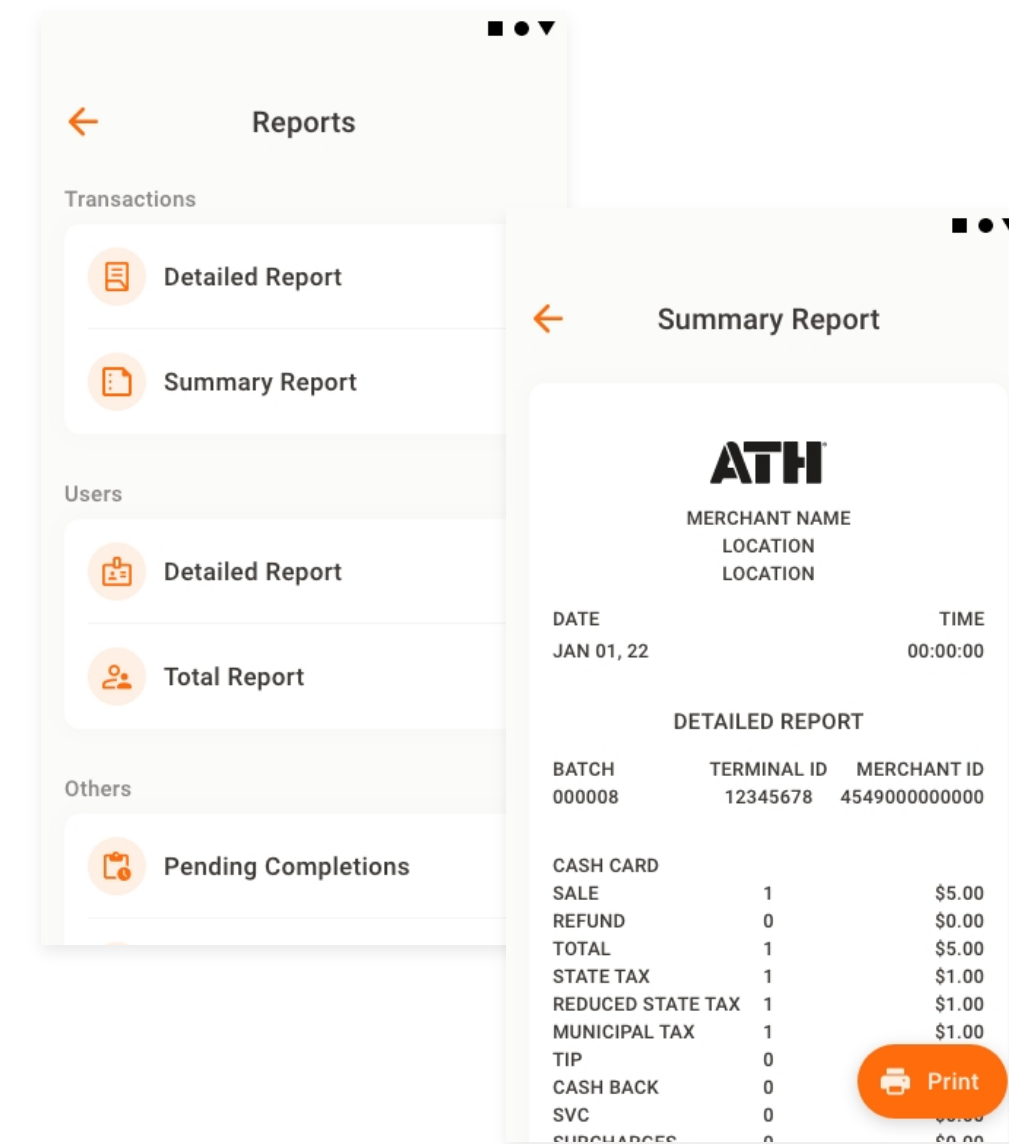 Reports
Transactions
Detailed Report
Summary Report
Users
Detailed Report
Total Report
Others
Pending Completions
Summary Report
ATH
MERCHANT NAME
LOCATION
LOCATION
DATE TIME
JAN 01, 22 00:00:00
DETAILED REPORT
BATCH TERMINAL ID MERCHANT ID
000008 12345678 4549000000000
CASH CARD
SALE 1 $5.00
REFUND 0 $0.00
TOTAL 1 $5.00
STATE TAX 1 $1.00
REDUCED STATE TAX 1 $1.00
MUNICIPAL TAX 1 $1.00
TIP 0
CASH BACK 0
Print
SVC 0
SURCHARGES 0 $0.00